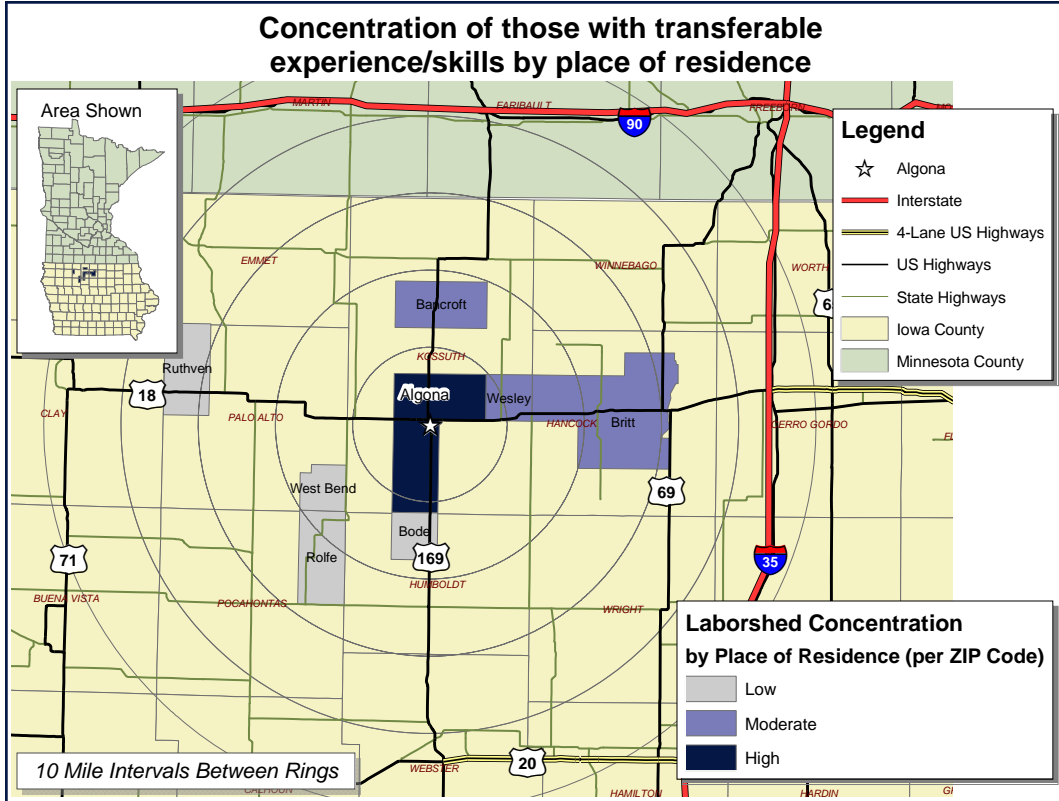 Concentration of those with transferable
experience/skills by place of residence
Area Shown
MARTIN
FARIBAULT
FREEBORN
90
Legend
Algona
Interstate
4-Lane US Highways
US Highways
State Highways
Iowa County
Minnesota County
EMMET
WINNEBAGO
WORTH
Bancroft
KOSSUTH
Ruthven
18
Algona
Wesley
CLAY
PALO ALTO
HANCOCK
Britt
CERRO GORDO
West Bend
69
Bode
Rolfe
169
71
35
HUMBOLDT
BUENA VISTA
POCAHONTAS
WRIGHT
Laborshed Concentration
by Place of Residence (per ZIP Code)
Low
Moderate
High
10 Mile Intervals Between Rings
WEBSTER
20
CALHOUN
HAMILTON
HARDIN